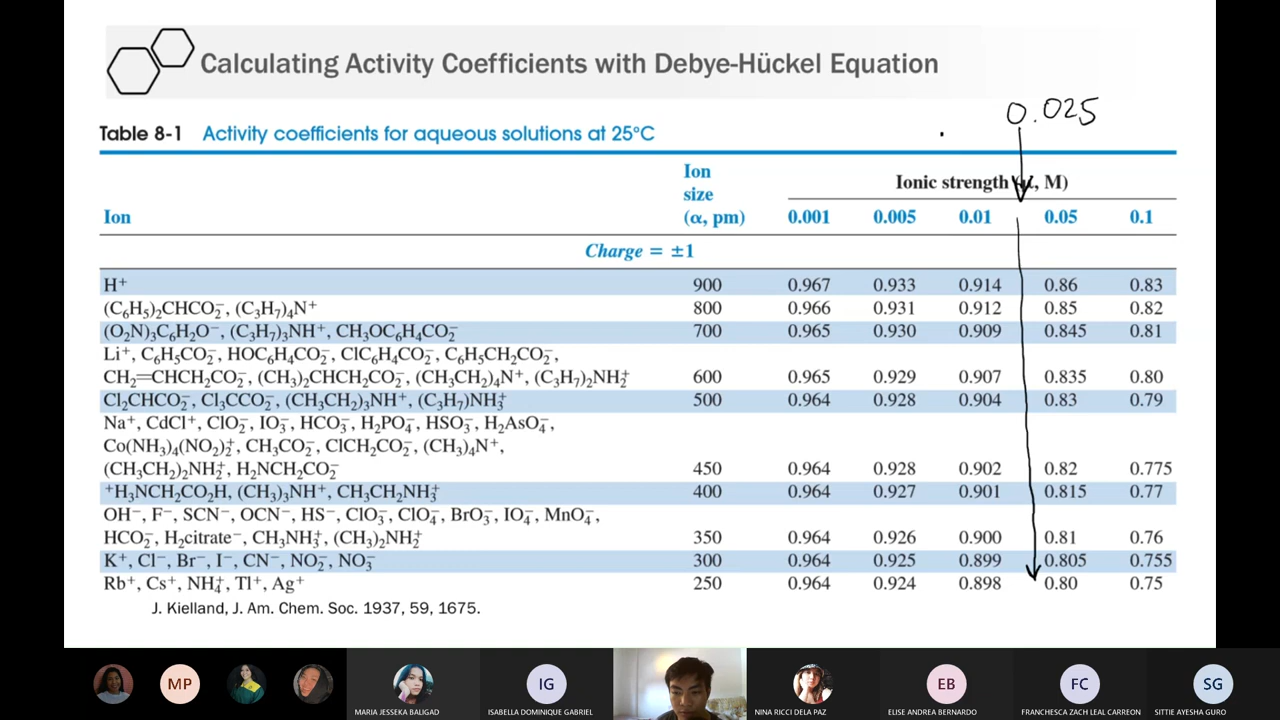 Calculating Activity Coefficients with Debye-Hückel Equation
0.025
Table 8-1 Activity coefficients for aqueous solutions at 25°C
Ion size (α, pm)
Ionic strength (μ, M)
Ion 0.001 0.005 0.01 0.05 0.1
Charge = ±1
H⁺ 900 0.967 0.933 0.914 0.86 0.83
(C₆H₅)₂CHCO₂⁻, (C₃H₇)₄N⁺ 800 0.966 0.931 0.912 0.85 0.82
(O₂N)₃C₆H₂O⁻, (C₃H₇)₃NH⁺, CH₃OC₆H₄CO₂⁻ 700 0.965 0.930 0.909 0.845 0.81
Li⁺, C₆H₅CO₂⁻, HOC₆H₄CO₂⁻, ClC₆H₄CO₂⁻, C₆H₅CH₂CO₂⁻,
CH₂=CHCH₂CO₂⁻, (CH₃)₂CHCH₂CO₂⁻, (CH₃CH₂)₄N⁺, (C₃H₇)₂NH₂⁺ 600 0.965 0.929 0.907 0.835 0.80
Cl₂CHCO₂⁻, Cl₃CCO₂⁻, (CH₃CH₂)₃NH⁺, (C₃H₇)NH₃⁺ 500 0.964 0.928 0.904 0.83 0.79
Na⁺, CdCl⁺, ClO₂⁻, IO₃⁻, HCO₃⁻, H₂PO₄⁻, HSO₃⁻, H₂AsO₄⁻,
Co(NH₃)₄(NO₂)₂⁺, CH₃CO₂⁻, ClCH₂CO₂⁻, (CH₃)₄N⁺,
(CH₃CH₂)₂NH₂⁺, H₂NCH₂CO₂⁻ 450 0.964 0.928 0.902 0.82 0.775
⁺H₃NCH₂CO₂H, (CH₃)₃NH⁺, CH₃CH₂NH₃⁺ 400 0.964 0.927 0.901 0.815 0.77
OH⁻, F⁻, SCN⁻, OCN⁻, HS⁻, ClO₃⁻, ClO₄⁻, BrO₃⁻, IO₄⁻, MnO₄⁻,
HCO₂⁻, H₂citrate⁻, CH₃NH₃⁺, (CH₃)₂NH₂⁺ 350 0.964 0.926 0.900 0.81 0.76
K⁺, Cl⁻, Br⁻, I⁻, CN⁻, NO₂⁻, NO₃⁻ 300 0.964 0.925 0.899 0.805 0.755
Rb⁺, Cs⁺, NH₄⁺, Tl⁺, Ag⁺ 250 0.964 0.924 0.898 0.80 0.75
J. Kielland, J. Am. Chem. Soc. 1937, 59, 1675.
MP IG EB FC SG
MARIA JESSEKA BALIGAD ISABELLA DOMINIQUE GABRIEL NINA RICCI DELA PAZ ELISE ANDREA BERNARDO FRANCHESCA ZACH LEAL CARREON SITTIE AYESHA GURO